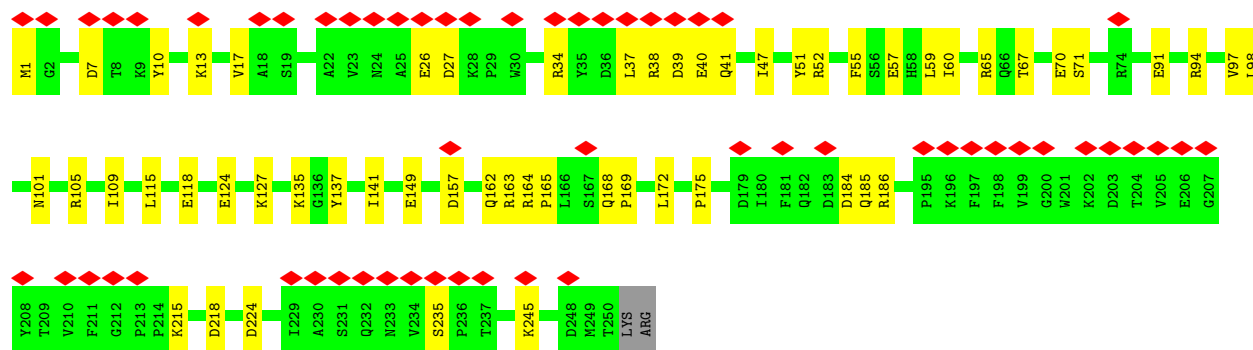 M1 G2 D7 T8 K9 Y10 K13 V17 A18 S19 A22 V23 N24 A25 E26 D27 K28 P29 W30 R34 Y35 D36 L37 R38 D39 E40 Q41 I47 Y51 R52 F55 S56 E57 H58 L59 I60 R65 Q66 T67 E70 S71 R74 E91 R94 V97 L98
N101 R105 I109 L115 E118 E124 K127 K135 G136 Y137 I141 E149 D157 Q162 R163 R164 P165 L166 S167 Q168 P169 L172 P175 D179 I180 F181 Q182 D183 D184 Q185 R186 P195 K196 F197 F198 V199 G200 W201 K202 D203 T204 V205 E206 G207
Y208 T209 V210 F211 G212 P213 P214 K215 D218 D224 I229 A230 S231 Q232 N233 V234 S235 P236 T237 K245 D248 M249 T250 LYS ARG